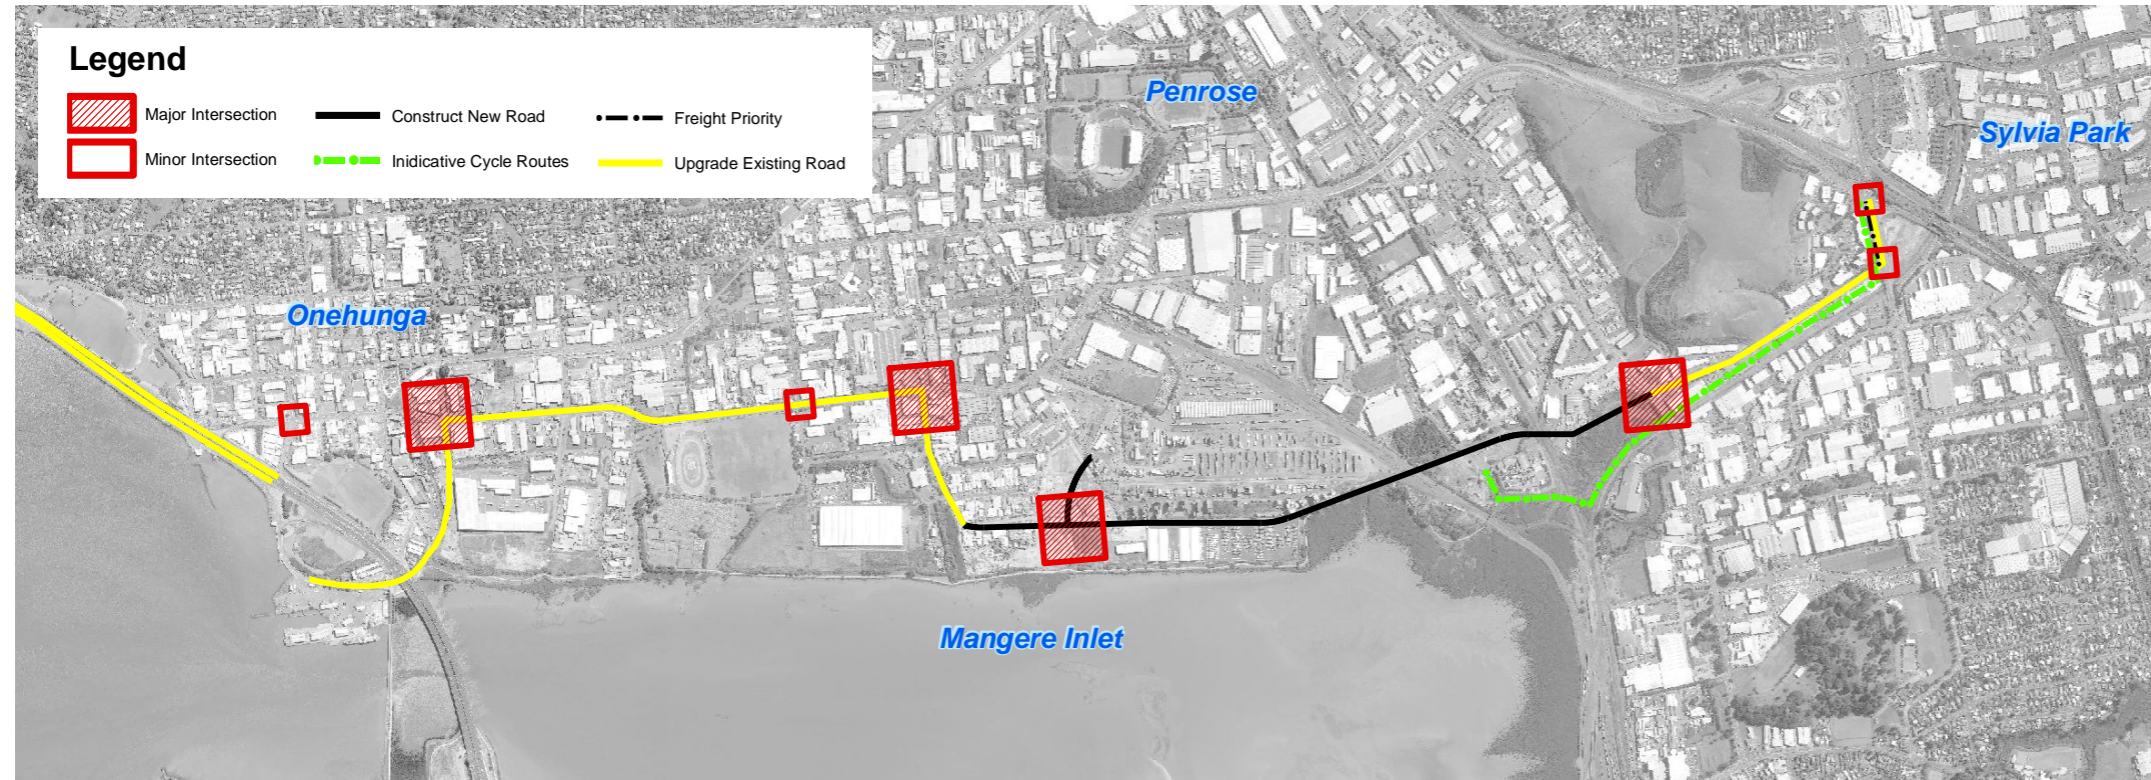 Legend
Major Intersection
Construct New Road
Freight Priority
Minor Intersection
Inidicative Cycle Routes
Upgrade Existing Road
Penrose
Sylvia Park
Onehunga
Mangere Inlet